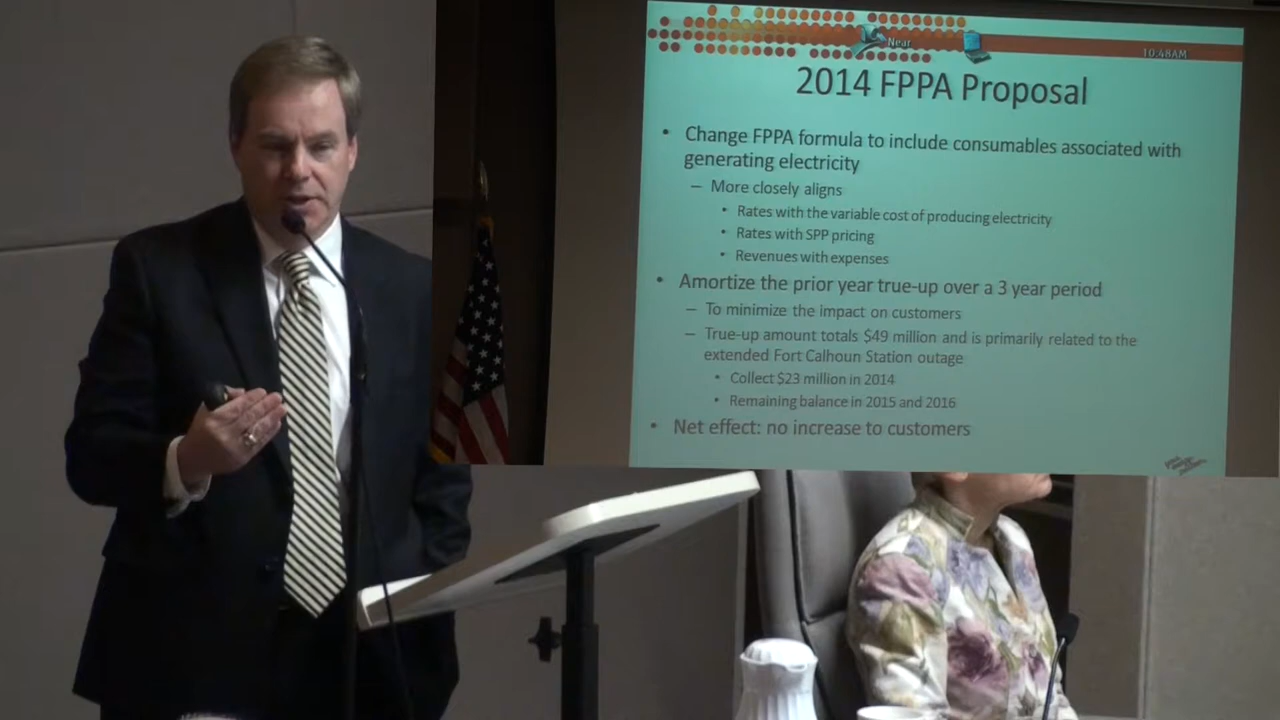 Near
10:48AM
2014 FPPA Proposal
• Change FPPA formula to include consumables associated with
generating electricity
– More closely aligns
• Rates with the variable cost of producing electricity
• Rates with SPP pricing
• Revenues with expenses
• Amortize the prior year true-up over a 3 year period
– To minimize the impact on customers
– True-up amount totals $49 million and is primarily related to the
extended Fort Calhoun Station outage
• Collect $23 million in 2014
• Remaining balance in 2015 and 2016
• Net effect: no increase to customers